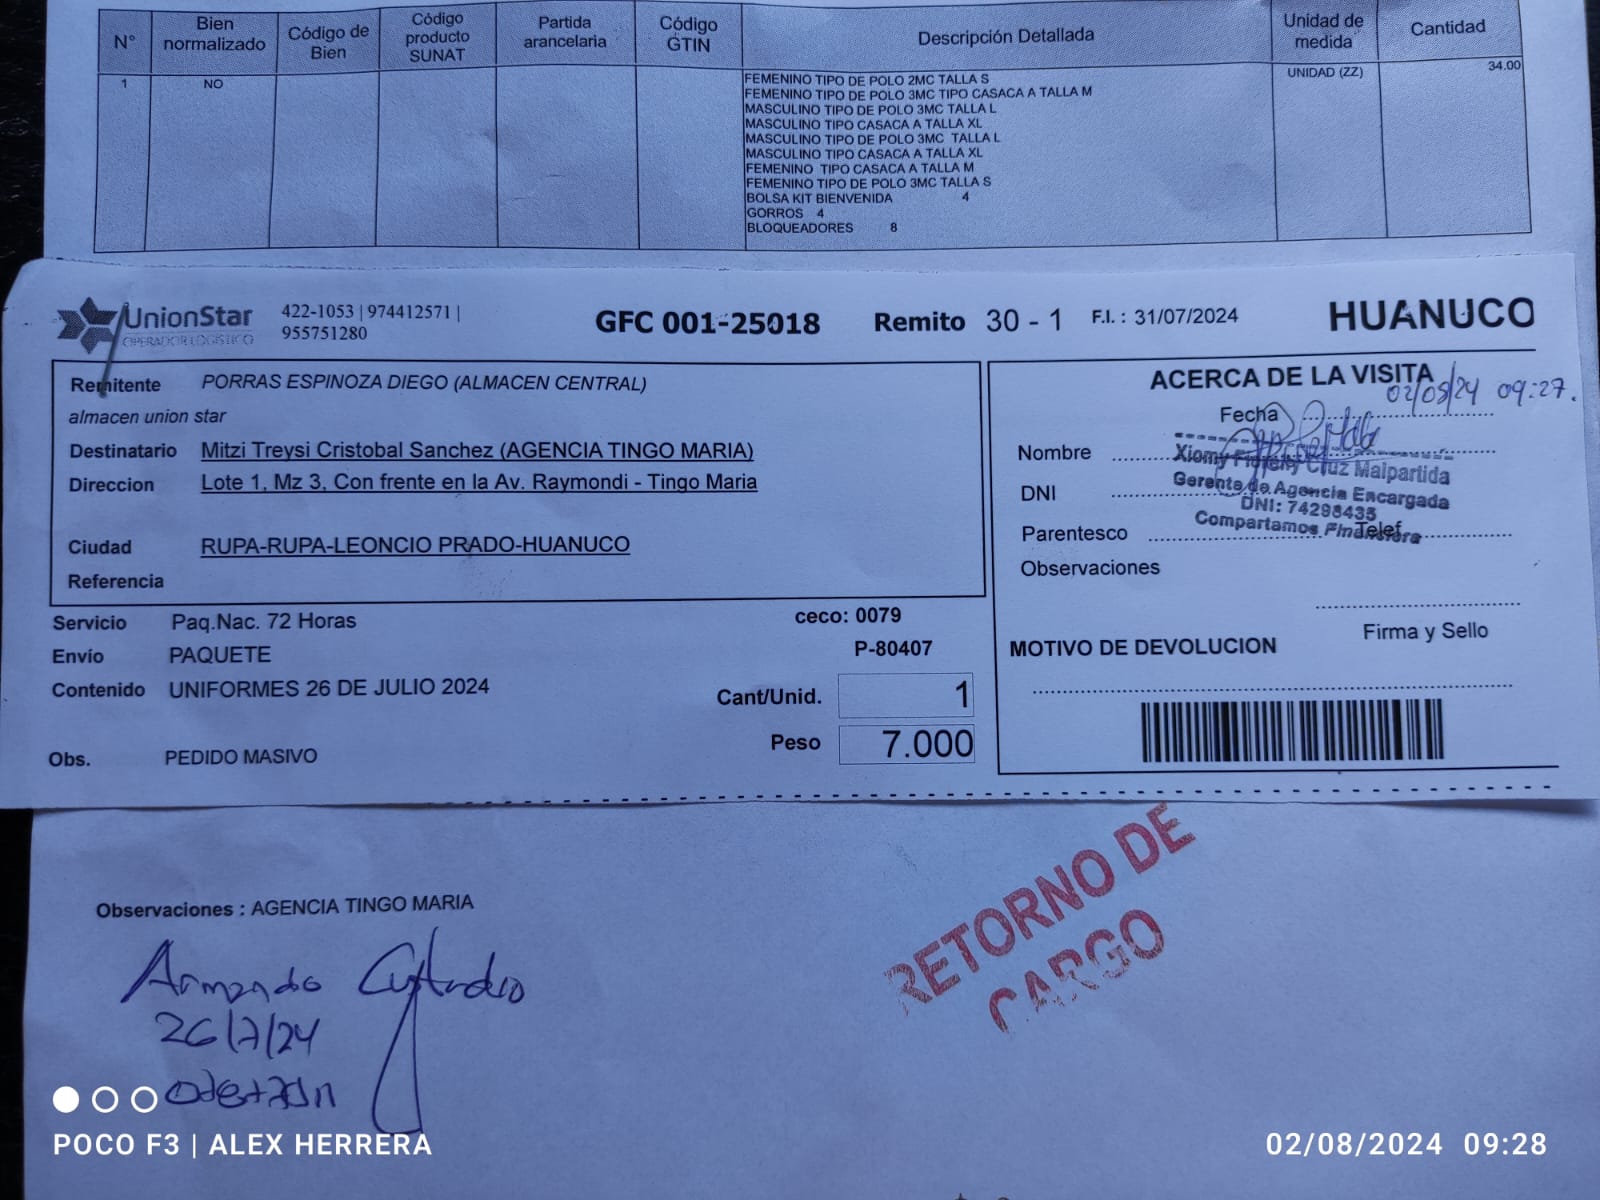 N° Bien normalizado Código de Bien Código producto SUNAT Partida arancelaria Código GTIN Descripción Detallada Unidad de medida Cantidad
1 NO FEMENINO TIPO DE POLO 2MC TALLA S UNIDAD (ZZ) 34.00
FEMENINO TIPO DE POLO 3MC TIPO CASACA A TALLA M
MASCULINO TIPO DE POLO 3MC TALLA L
MASCULINO TIPO CASACA A TALLA XL
MASCULINO TIPO DE POLO 3MC TALLA L
MASCULINO TIPO CASACA A TALLA XL
FEMENINO TIPO CASACA A TALLA M
FEMENINO TIPO DE POLO 3MC TALLA S
BOLSA KIT BIENVENIDA 4
GORROS 4
BLOQUEADORES 8
UnionStar
OPERADOR LOGISTICO
422-1053 | 974412571 |
955751280
GFC 001-25018 Remito 30 - 1 F.I. : 31/07/2024 HUANUCO
Remitente PORRAS ESPINOZA DIEGO (ALMACEN CENTRAL)
almacen union star
Destinatario Mitzi Treysi Cristobal Sanchez (AGENCIA TINGO MARIA)
Direccion Lote 1, Mz 3, Con frente en la Av. Raymondi - Tingo Maria
Ciudad RUPA-RUPA-LEONCIO PRADO-HUANUCO
Referencia
Servicio Paq.Nac. 72 Horas ceco: 0079
Envío PAQUETE P-80407
Contenido UNIFORMES 26 DE JULIO 2024
Cant/Unid. 1
Peso 7.000
Obs. PEDIDO MASIVO
ACERCA DE LA VISITA
Fecha 02/08/24 09:27.
Nombre
Xiomy Fiorely Cruz Malpartida
Gerente de Agencia Encargada
DNI
DNI: 74298435
Compartamos Financiera
Parentesco Telef
Observaciones
Firma y Sello
MOTIVO DE DEVOLUCION
RETORNO DE
CARGO
Observaciones : AGENCIA TINGO MARIA
Armando
26/7/24
POCO F3 | ALEX HERRERA
02/08/2024 09:28